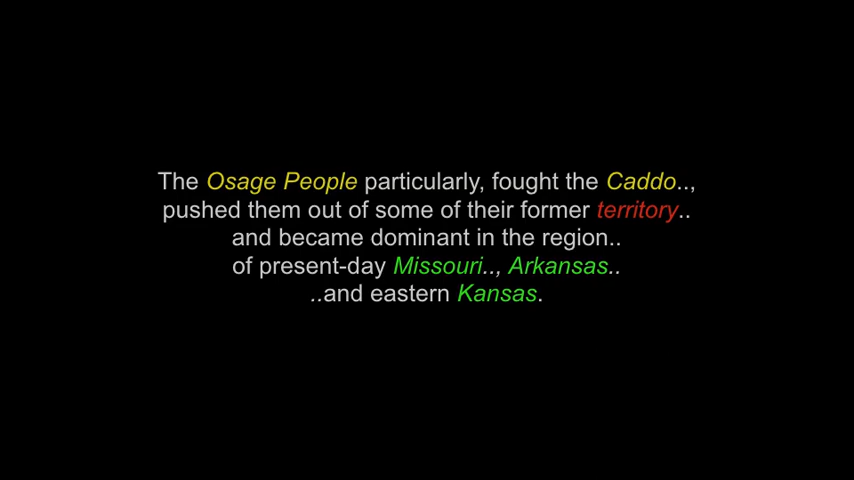 The Osage People particularly, fought the Caddo..,
pushed them out of some of their former territory..
and became dominant in the region..
of present-day Missouri.., Arkansas..
..and eastern Kansas.